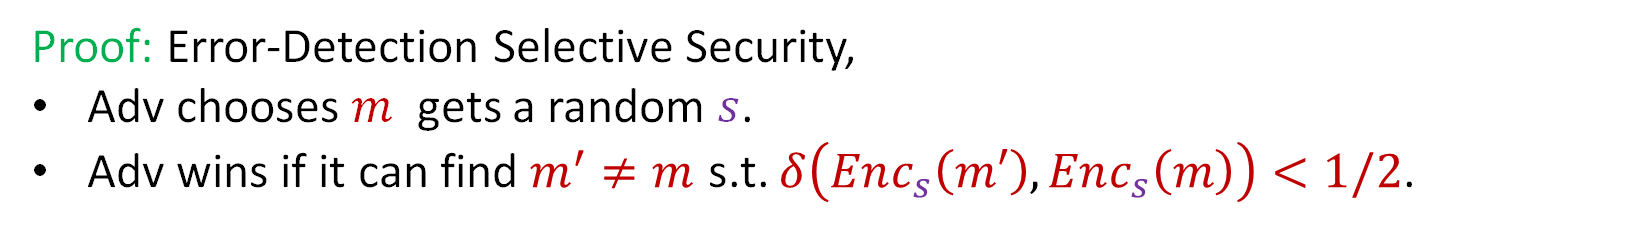 Proof: Error-Detection Selective Security,
• Adv chooses m gets a random s.
• Adv wins if it can find m′ ≠ m s.t. δ(Enc_s(m′), Enc_s(m)) < 1/2.